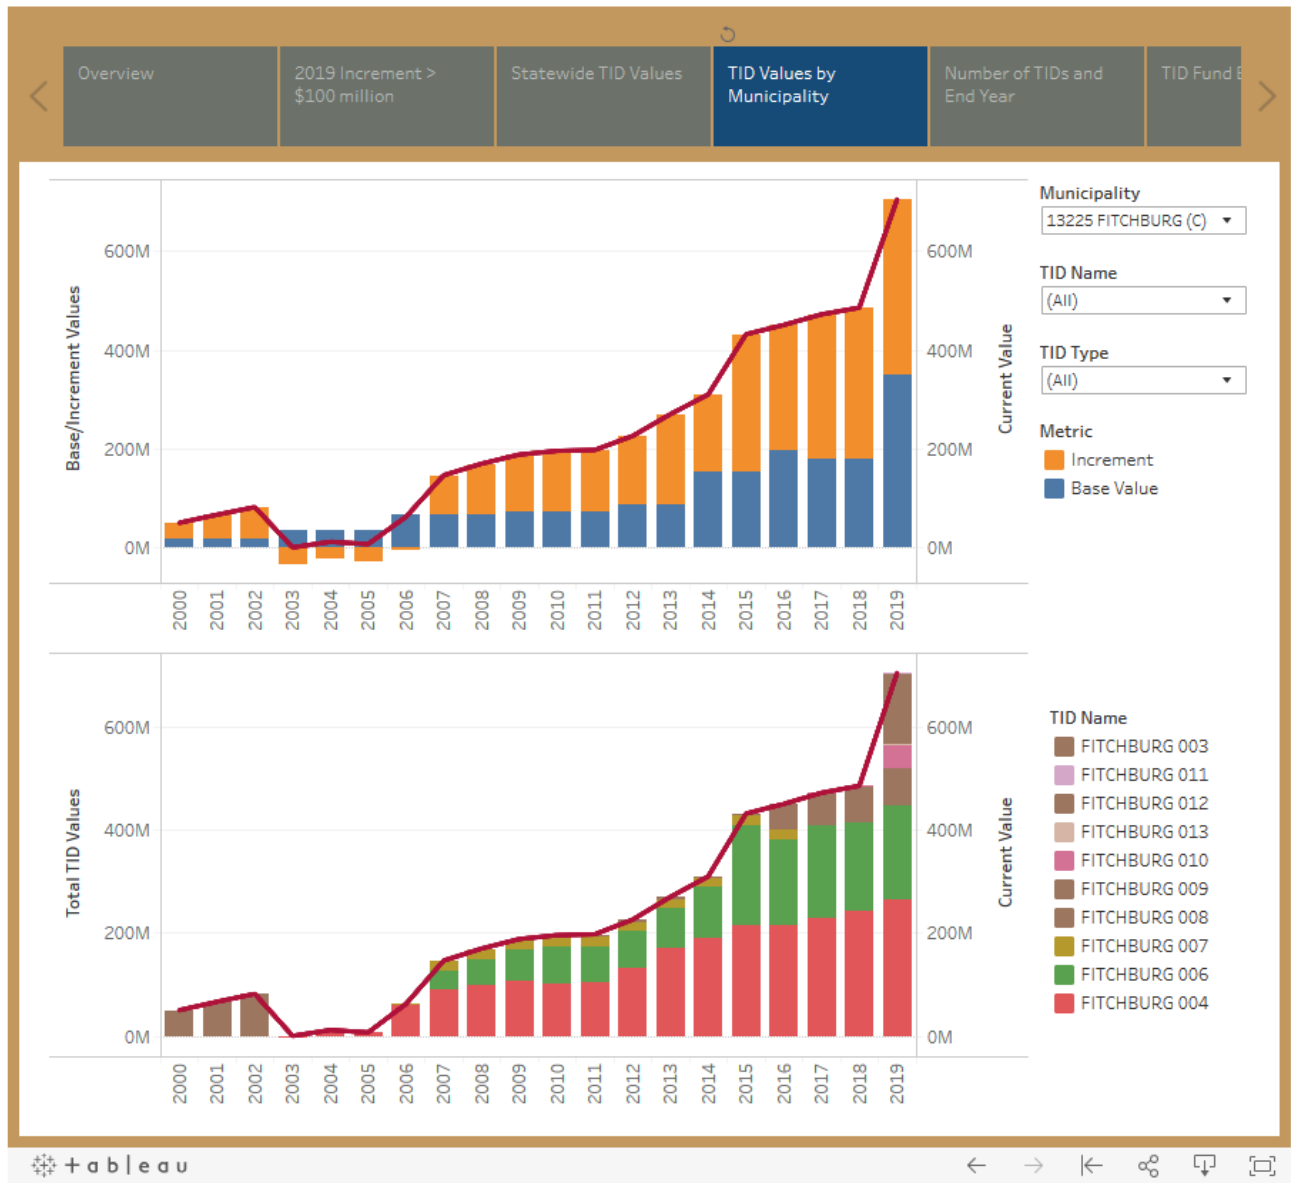 Overview
2019 Increment >
$100 million
Statewide TID Values
TID Values by
Municipality
Number of TIDs and
End Year
TID Fund
Base/Increment Values
600M
400M
200M
0M
600M
400M
200M
0M
Current Value
2000 2001 2002 2003 2004 2005 2006 2007 2008 2009 2010 2011 2012 2013 2014 2015 2016 2017 2018 2019
Municipality
13225 FITCHBURG (C)
TID Name
(All)
TID Type
(All)
Metric
Increment
Base Value
Total TID Values
600M
400M
200M
0M
600M
400M
200M
0M
Current Value
2000 2001 2002 2003 2004 2005 2006 2007 2008 2009 2010 2011 2012 2013 2014 2015 2016 2017 2018 2019
TID Name
FITCHBURG 003
FITCHBURG 011
FITCHBURG 012
FITCHBURG 013
FITCHBURG 010
FITCHBURG 009
FITCHBURG 008
FITCHBURG 007
FITCHBURG 006
FITCHBURG 004
+ableau